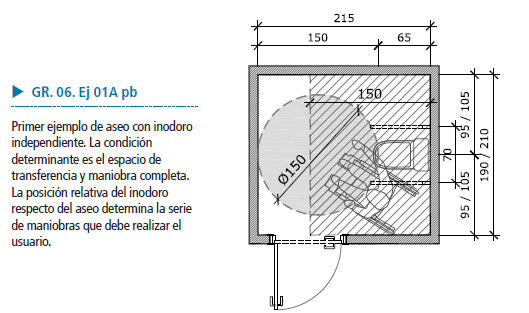 ▶ GR. 06. Ej 01A pb
Primer ejemplo de aseo con inodoro
independiente. La condición
determinante es el espacio de
transferencia y maniobra completa.
La posición relativa del inodoro
respecto del aseo determina la serie
de maniobras que debe realizar el
usuario.
215
150
65
150
Ø150
70
95 / 105
95 / 105
190 / 210